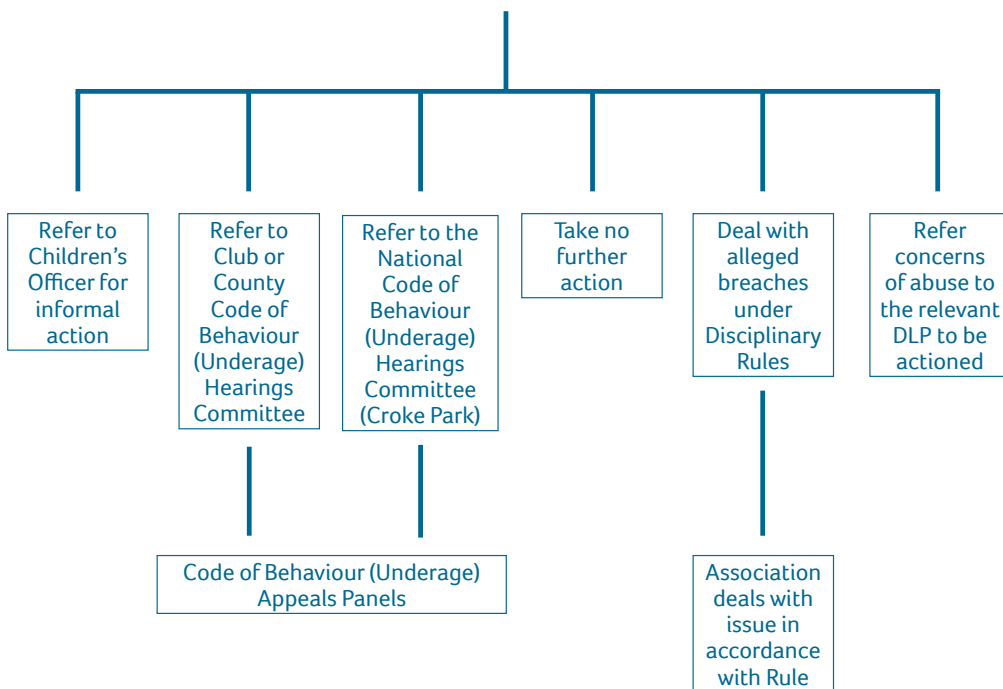 Refer to
Children's
Officer for
informal
action
Refer to
Club or
County
Code of
Behaviour
(Underage)
Hearings
Committee
Refer to the
National
Code of
Behaviour
(Underage)
Hearings
Committee
(Croke Park)
Take no
further
action
Deal with
alleged
breaches
under
Disciplinary
Rules
Refer
concerns
of abuse to
the relevant
DLP to be
actioned
Code of Behaviour (Underage)
Appeals Panels
Association
deals with
issue in
accordance
with Rule